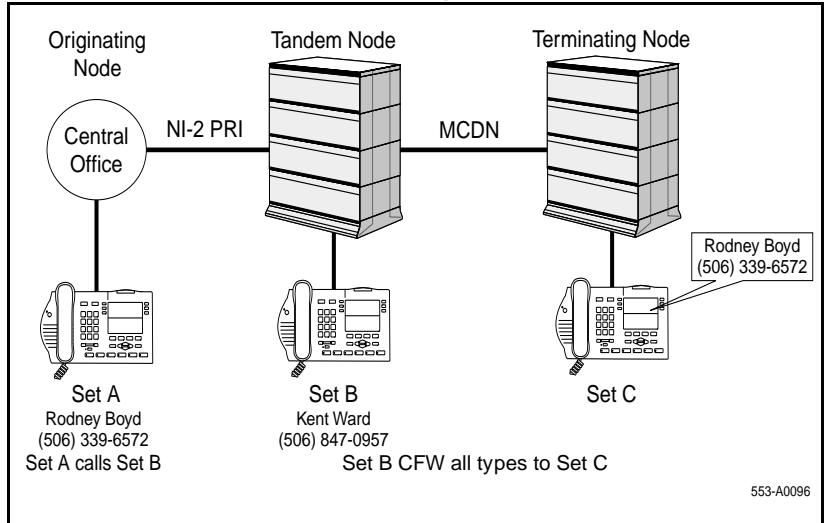 Originating
Node
Tandem Node
Terminating Node
Central
Office
NI-2 PRI
MCDN
Rodney Boyd
(506) 339-6572
Set A
Rodney Boyd
(506) 339-6572
Set A calls Set B
Set B
Kent Ward
(506) 847-0957
Set C
Set B CFW all types to Set C
553-A0096